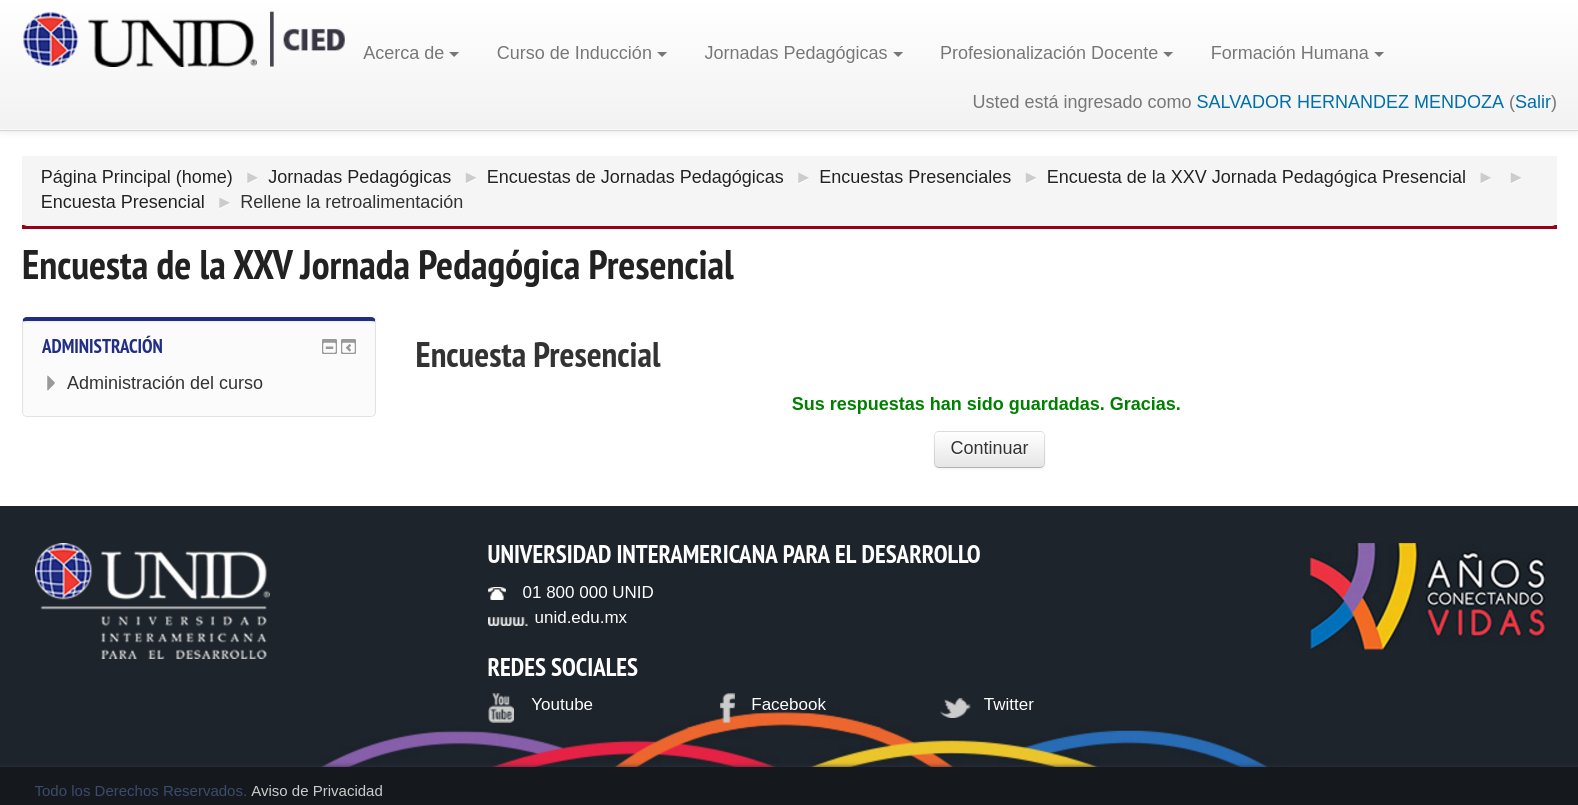 UNID® | CIED
Acerca de
Curso de Inducción
Jornadas Pedagógicas
Profesionalización Docente
Formación Humana
Usted está ingresado como SALVADOR HERNANDEZ MENDOZA (Salir)
Página Principal (home) ► Jornadas Pedagógicas ► Encuestas de Jornadas Pedagógicas ► Encuestas Presenciales ► Encuesta de la XXV Jornada Pedagógica Presencial ► ►
Encuesta Presencial ► Rellene la retroalimentación
Encuesta de la XXV Jornada Pedagógica Presencial
ADMINISTRACIÓN
Administración del curso
Encuesta Presencial
Sus respuestas han sido guardadas. Gracias.
Continuar
UNID®
UNIVERSIDAD
INTERAMERICANA
PARA EL DESARROLLO
UNIVERSIDAD INTERAMERICANA PARA EL DESARROLLO
01 800 000 UNID
www. unid.edu.mx
REDES SOCIALES
You
Tube
Youtube
Facebook
Twitter
XV AÑOS
CONECTANDO
VIDAS
Todo los Derechos Reservados. Aviso de Privacidad